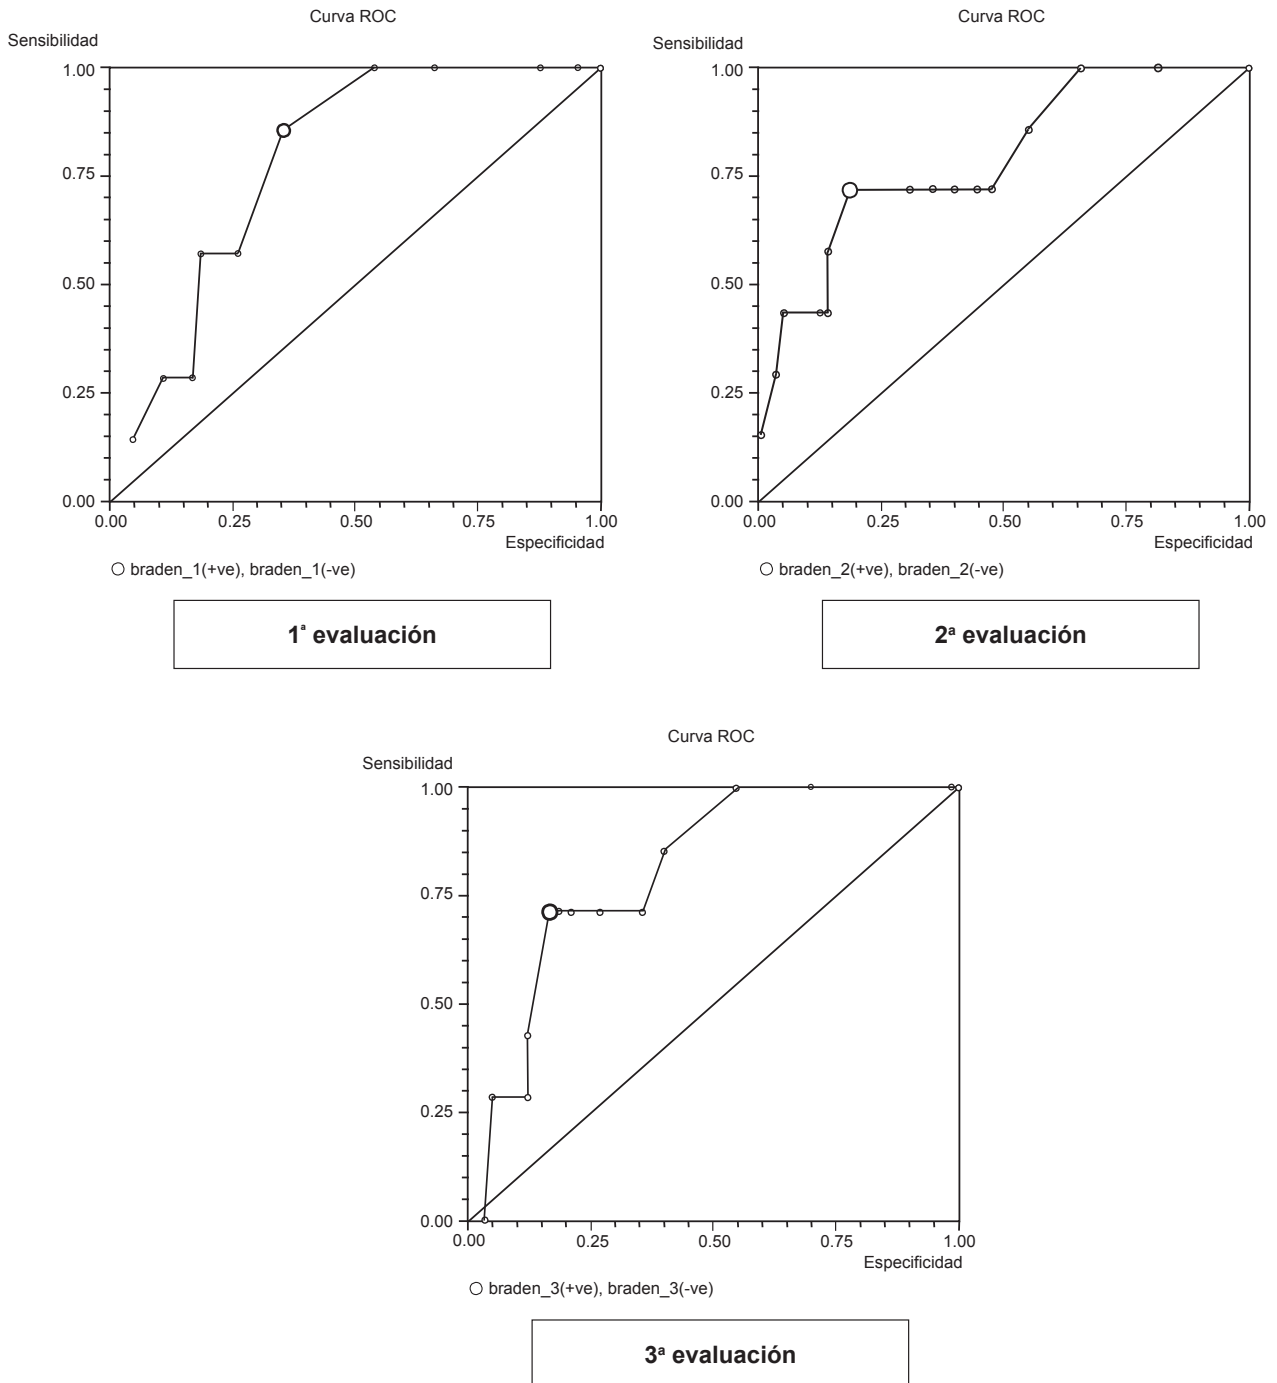 Curva ROC
Sensibilidad
1.00
0.75
0.50
0.25
0.00
0.00 0.25 0.50 0.75 1.00
Especificidad
braden_1(+ve), braden_1(-ve)
1ª evaluación
Curva ROC
Sensibilidad
1.00
0.75
0.50
0.25
0.00
0.00 0.25 0.50 0.75 1.00
Especificidad
braden_2(+ve), braden_2(-ve)
2ª evaluación
Curva ROC
Sensibilidad
1.00
0.75
0.50
0.25
0.00
0.00 0.25 0.50 0.75 1.00
Especificidad
braden_3(+ve), braden_3(-ve)
3ª evaluación